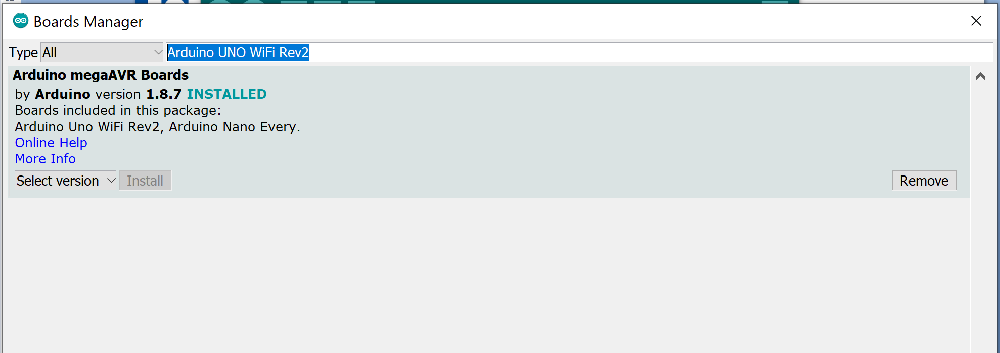 Boards Manager
Type All Arduino UNO WiFi Rev2
Arduino megaAVR Boards
by Arduino version 1.8.7 INSTALLED
Boards included in this package:
Arduino Uno WiFi Rev2, Arduino Nano Every.
Online Help
More Info
Select version Install Remove